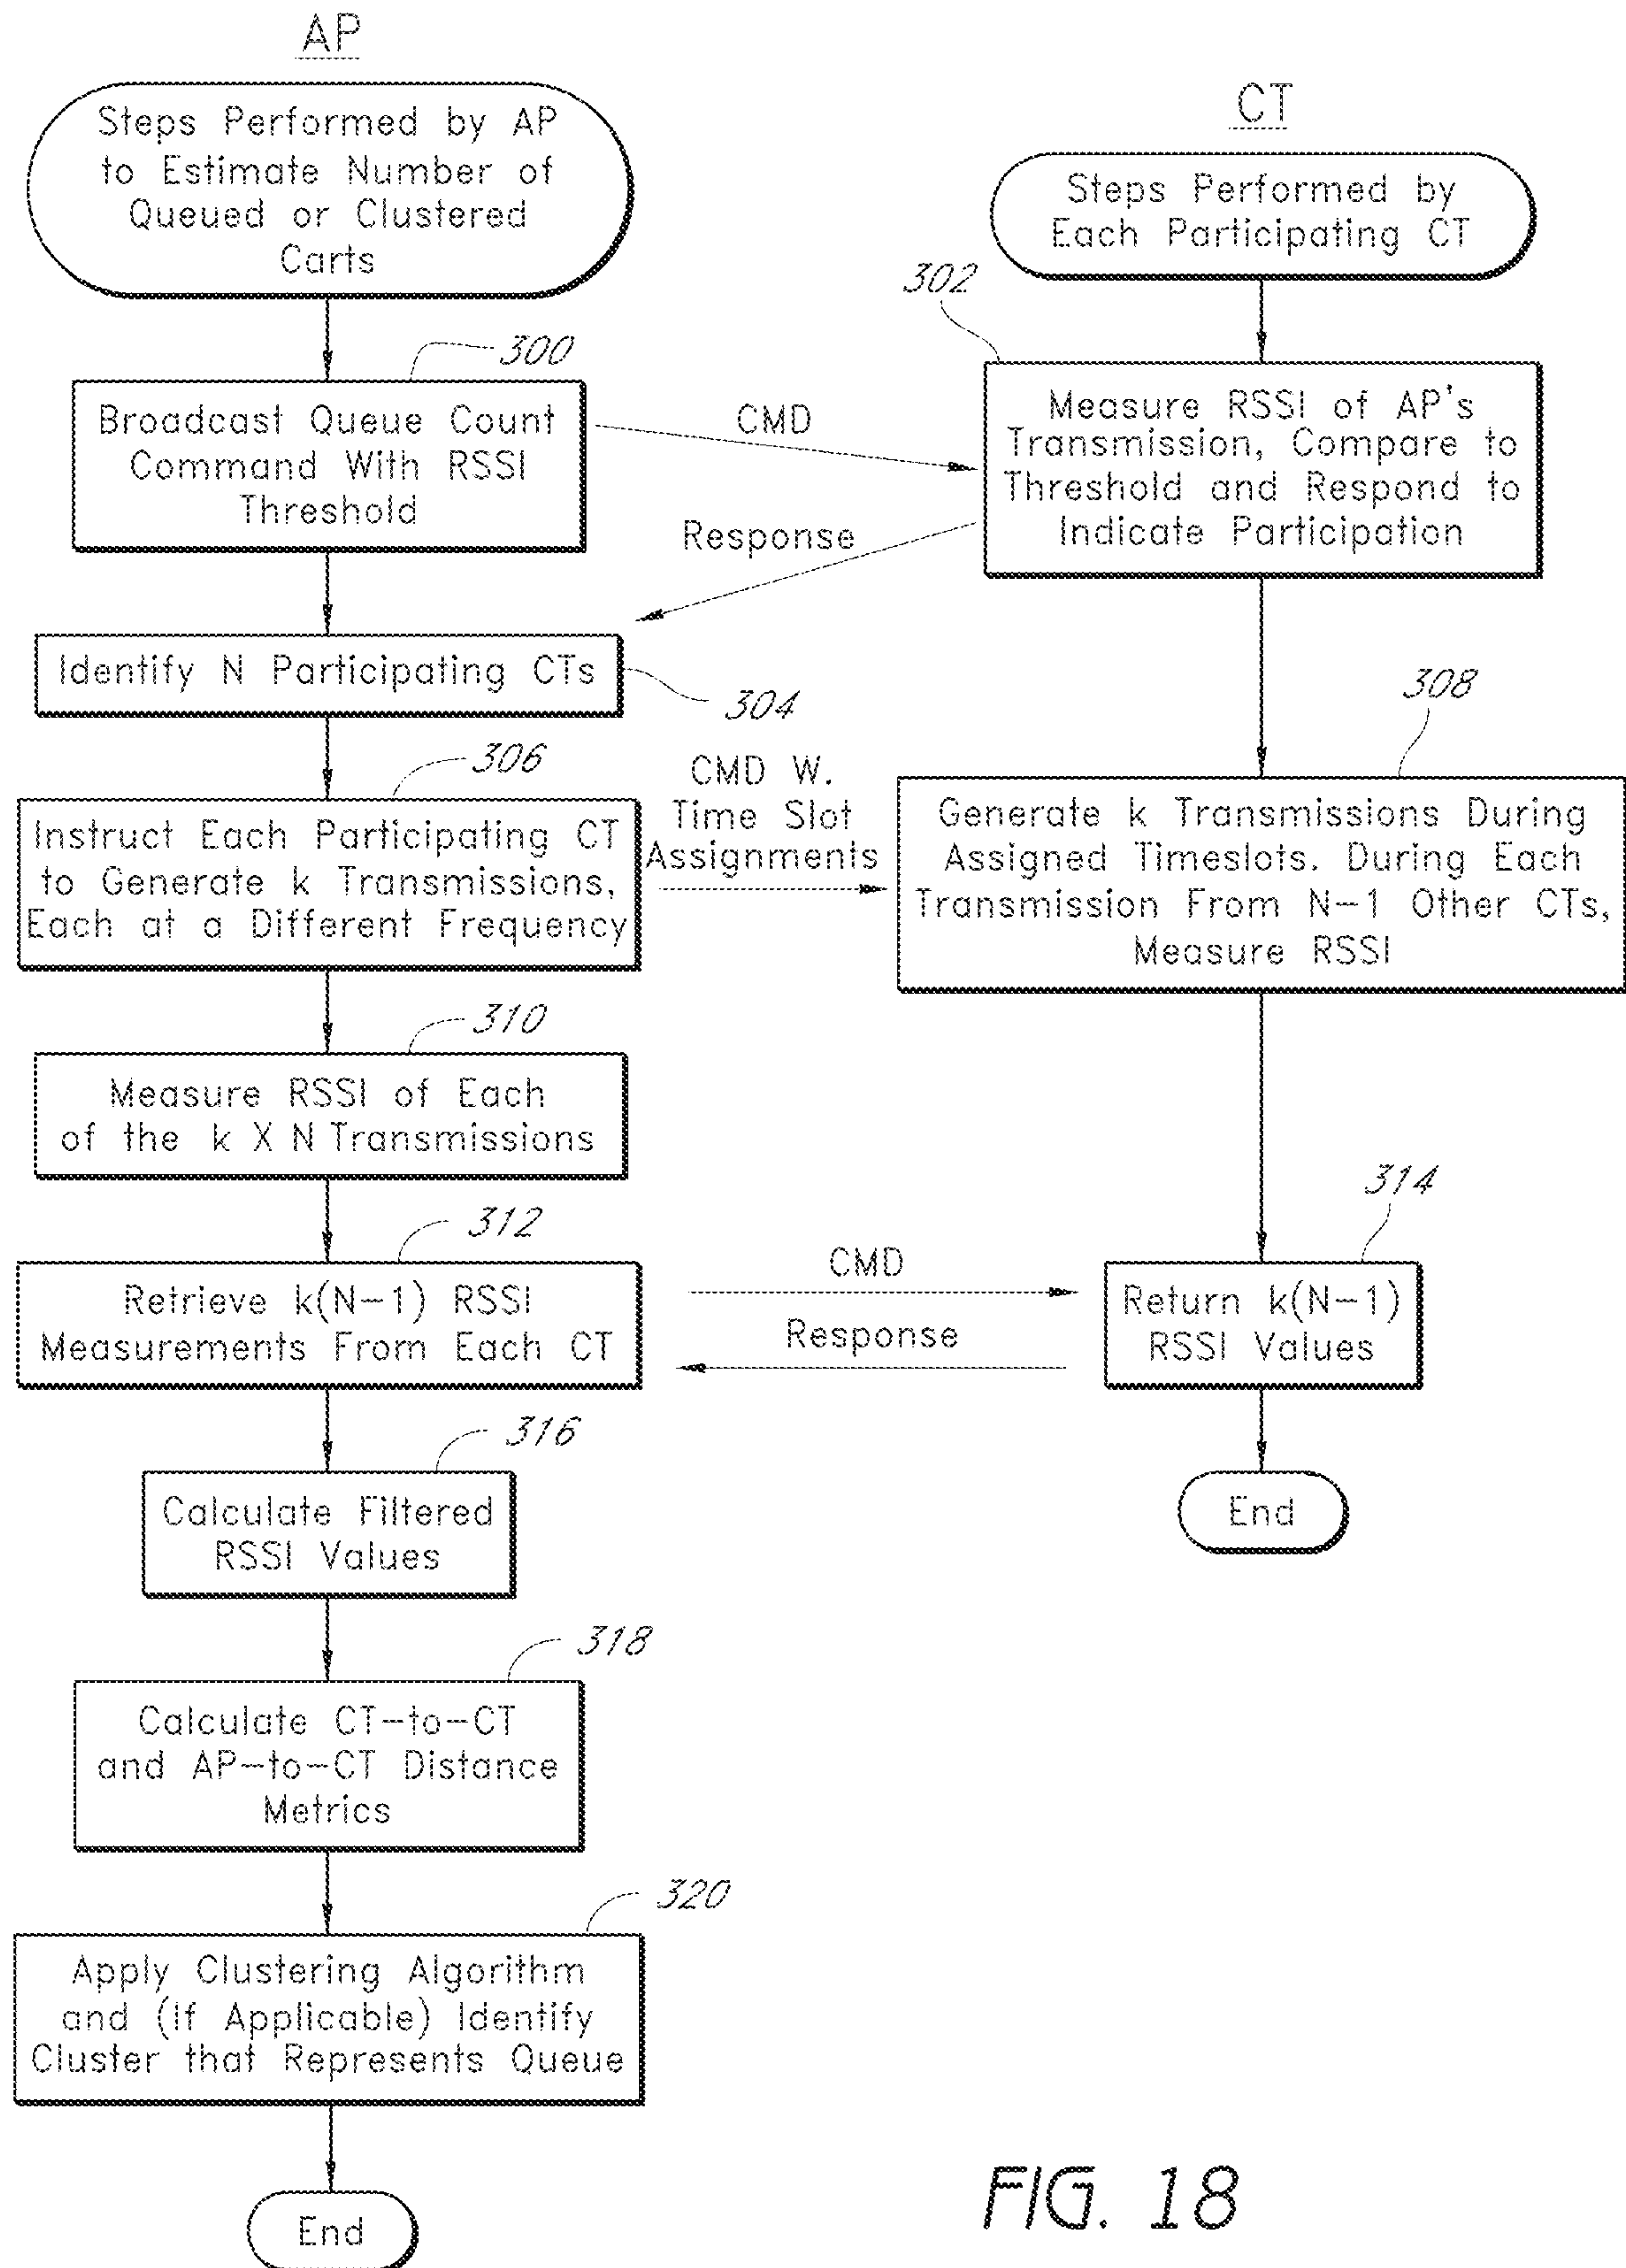 AP
Steps Performed by AP
to Estimate Number of
Queued or Clustered
Carts
CT
Steps Performed by
Each Participating CT
300
Broadcast Queue Count
Command With RSSI
Threshold
CMD
302
Measure RSSI of AP's
Transmission, Compare to
Threshold and Respond to
Indicate Participation
Response
Identify N Participating CTs
304
306
Instruct Each Participating CT
to Generate k Transmissions,
Each at a Different Frequency
CMD W.
Time Slot
Assignments
308
Generate k Transmissions During
Assigned Timeslots. During Each
Transmission From N-1 Other CTs,
Measure RSSI
310
Measure RSSI of Each
of the k X N Transmissions
312
Retrieve k(N-1) RSSI
Measurements From Each CT
CMD
Response
314
Return k(N-1)
RSSI Values
End
316
Calculate Filtered
RSSI Values
318
Calculate CT-to-CT
and AP-to-CT Distance
Metrics
320
Apply Clustering Algorithm
and (If Applicable) Identify
Cluster that Represents Queue
End
FIG. 18